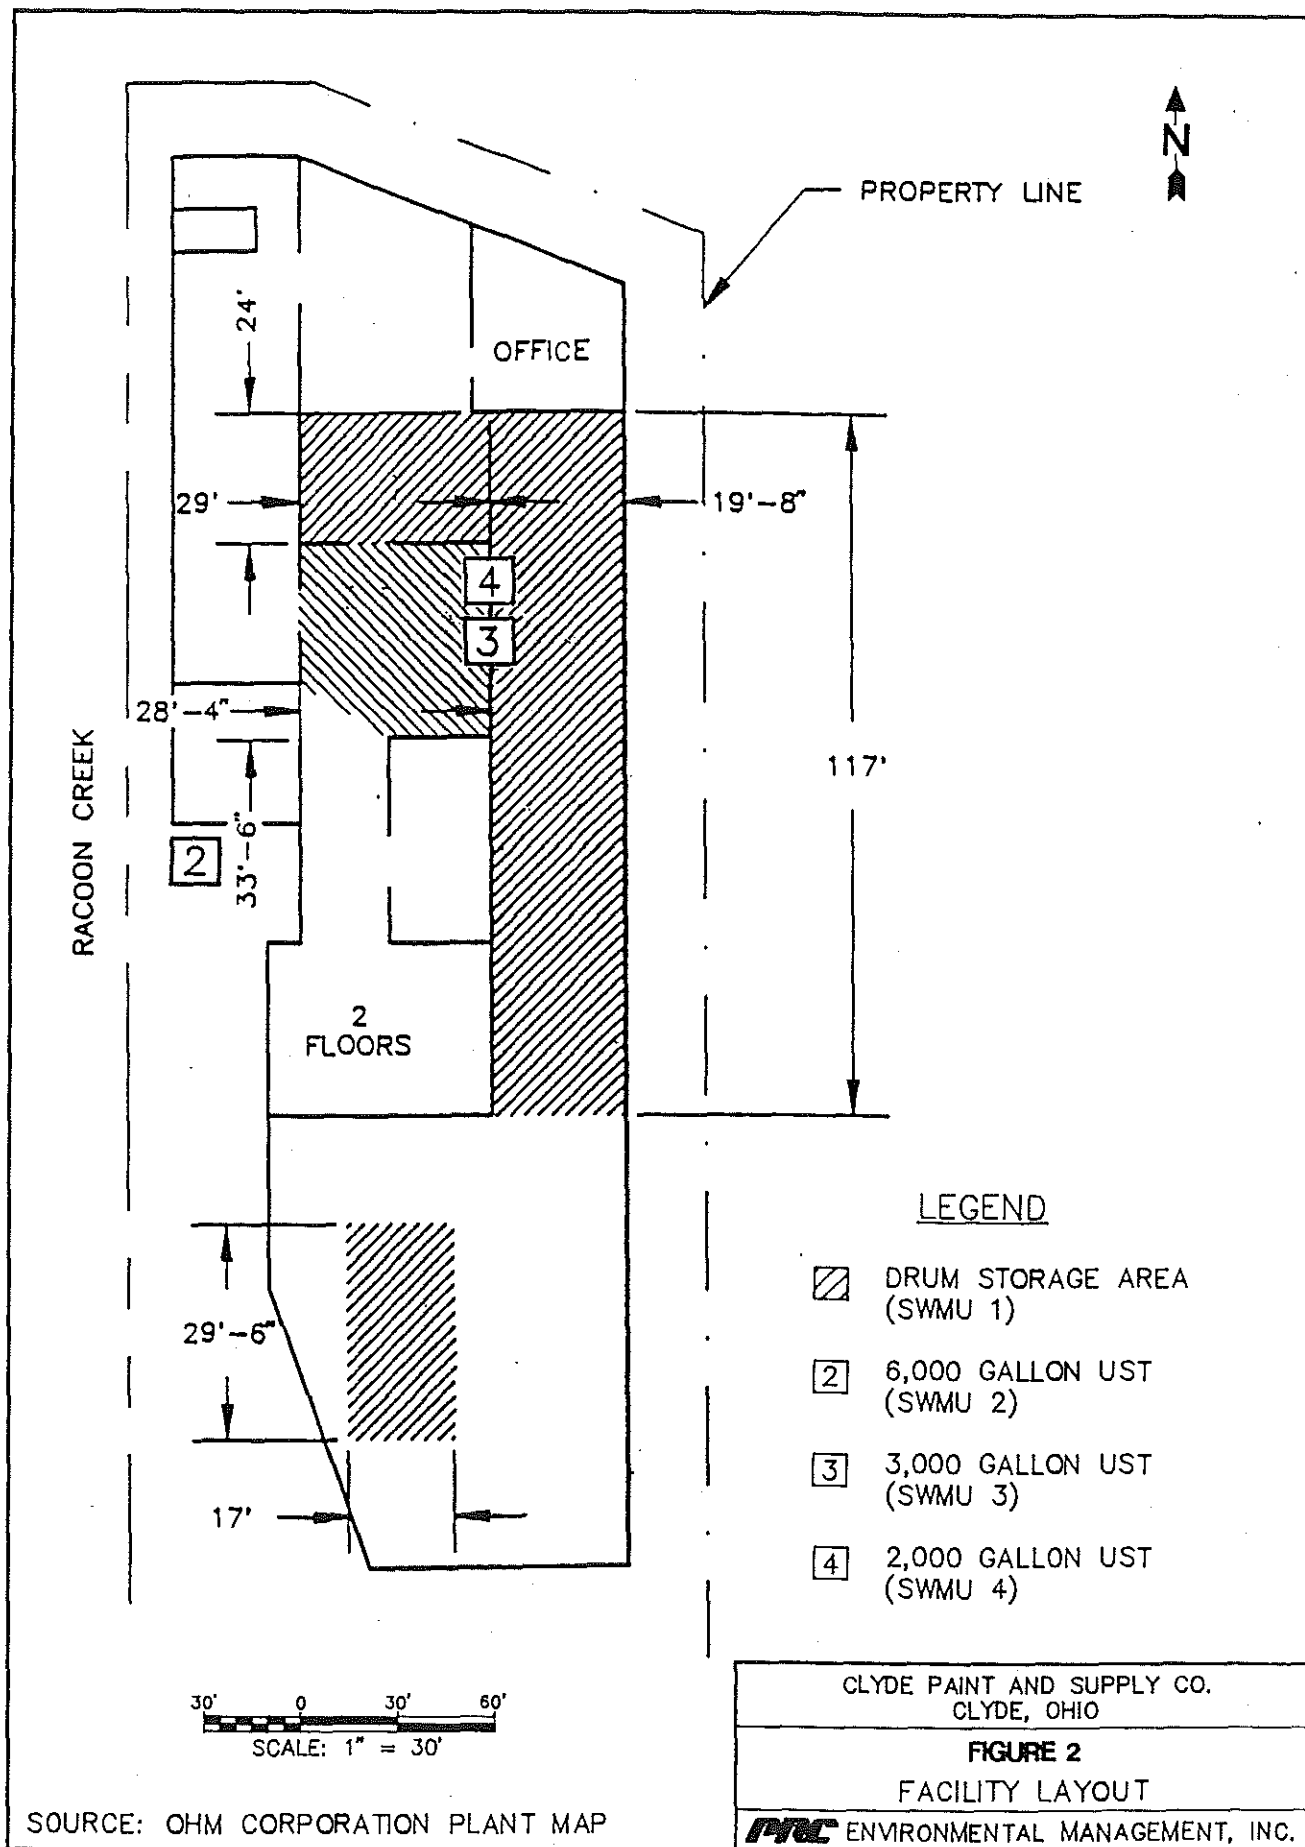 N
PROPERTY LINE
24'
OFFICE
29'
19'-8"
4
3
28'-4"
RACOON CREEK
117'
33'-6"
2
2
FLOORS
LEGEND
DRUM STORAGE AREA
(SWMU 1)
29'-6"
2 6,000 GALLON UST
(SWMU 2)
3 3,000 GALLON UST
(SWMU 3)
17'
4 2,000 GALLON UST
(SWMU 4)
30' 0 30' 60'
SCALE: 1" = 30'
CLYDE PAINT AND SUPPLY CO.
CLYDE, OHIO
FIGURE 2
FACILITY LAYOUT
SOURCE: OHM CORPORATION PLANT MAP
PRC ENVIRONMENTAL MANAGEMENT, INC.